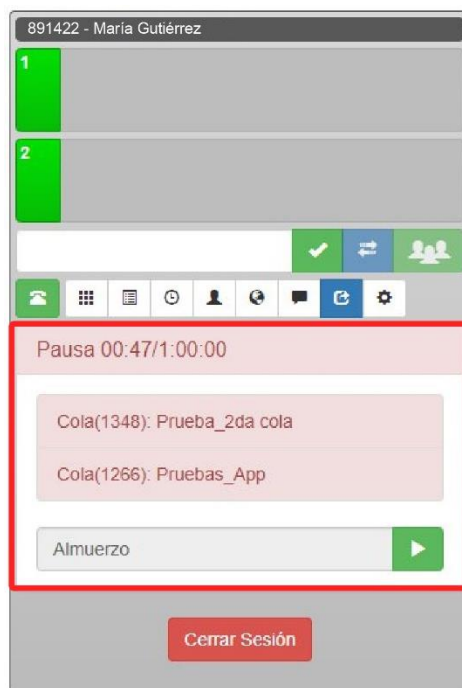 891422 - María Gutiérrez
1
2
Pausa 00:47/1:00:00
Cola(1348): Prueba_2da cola
Cola(1266): Pruebas_App
Almuerzo
Cerrar Sesión